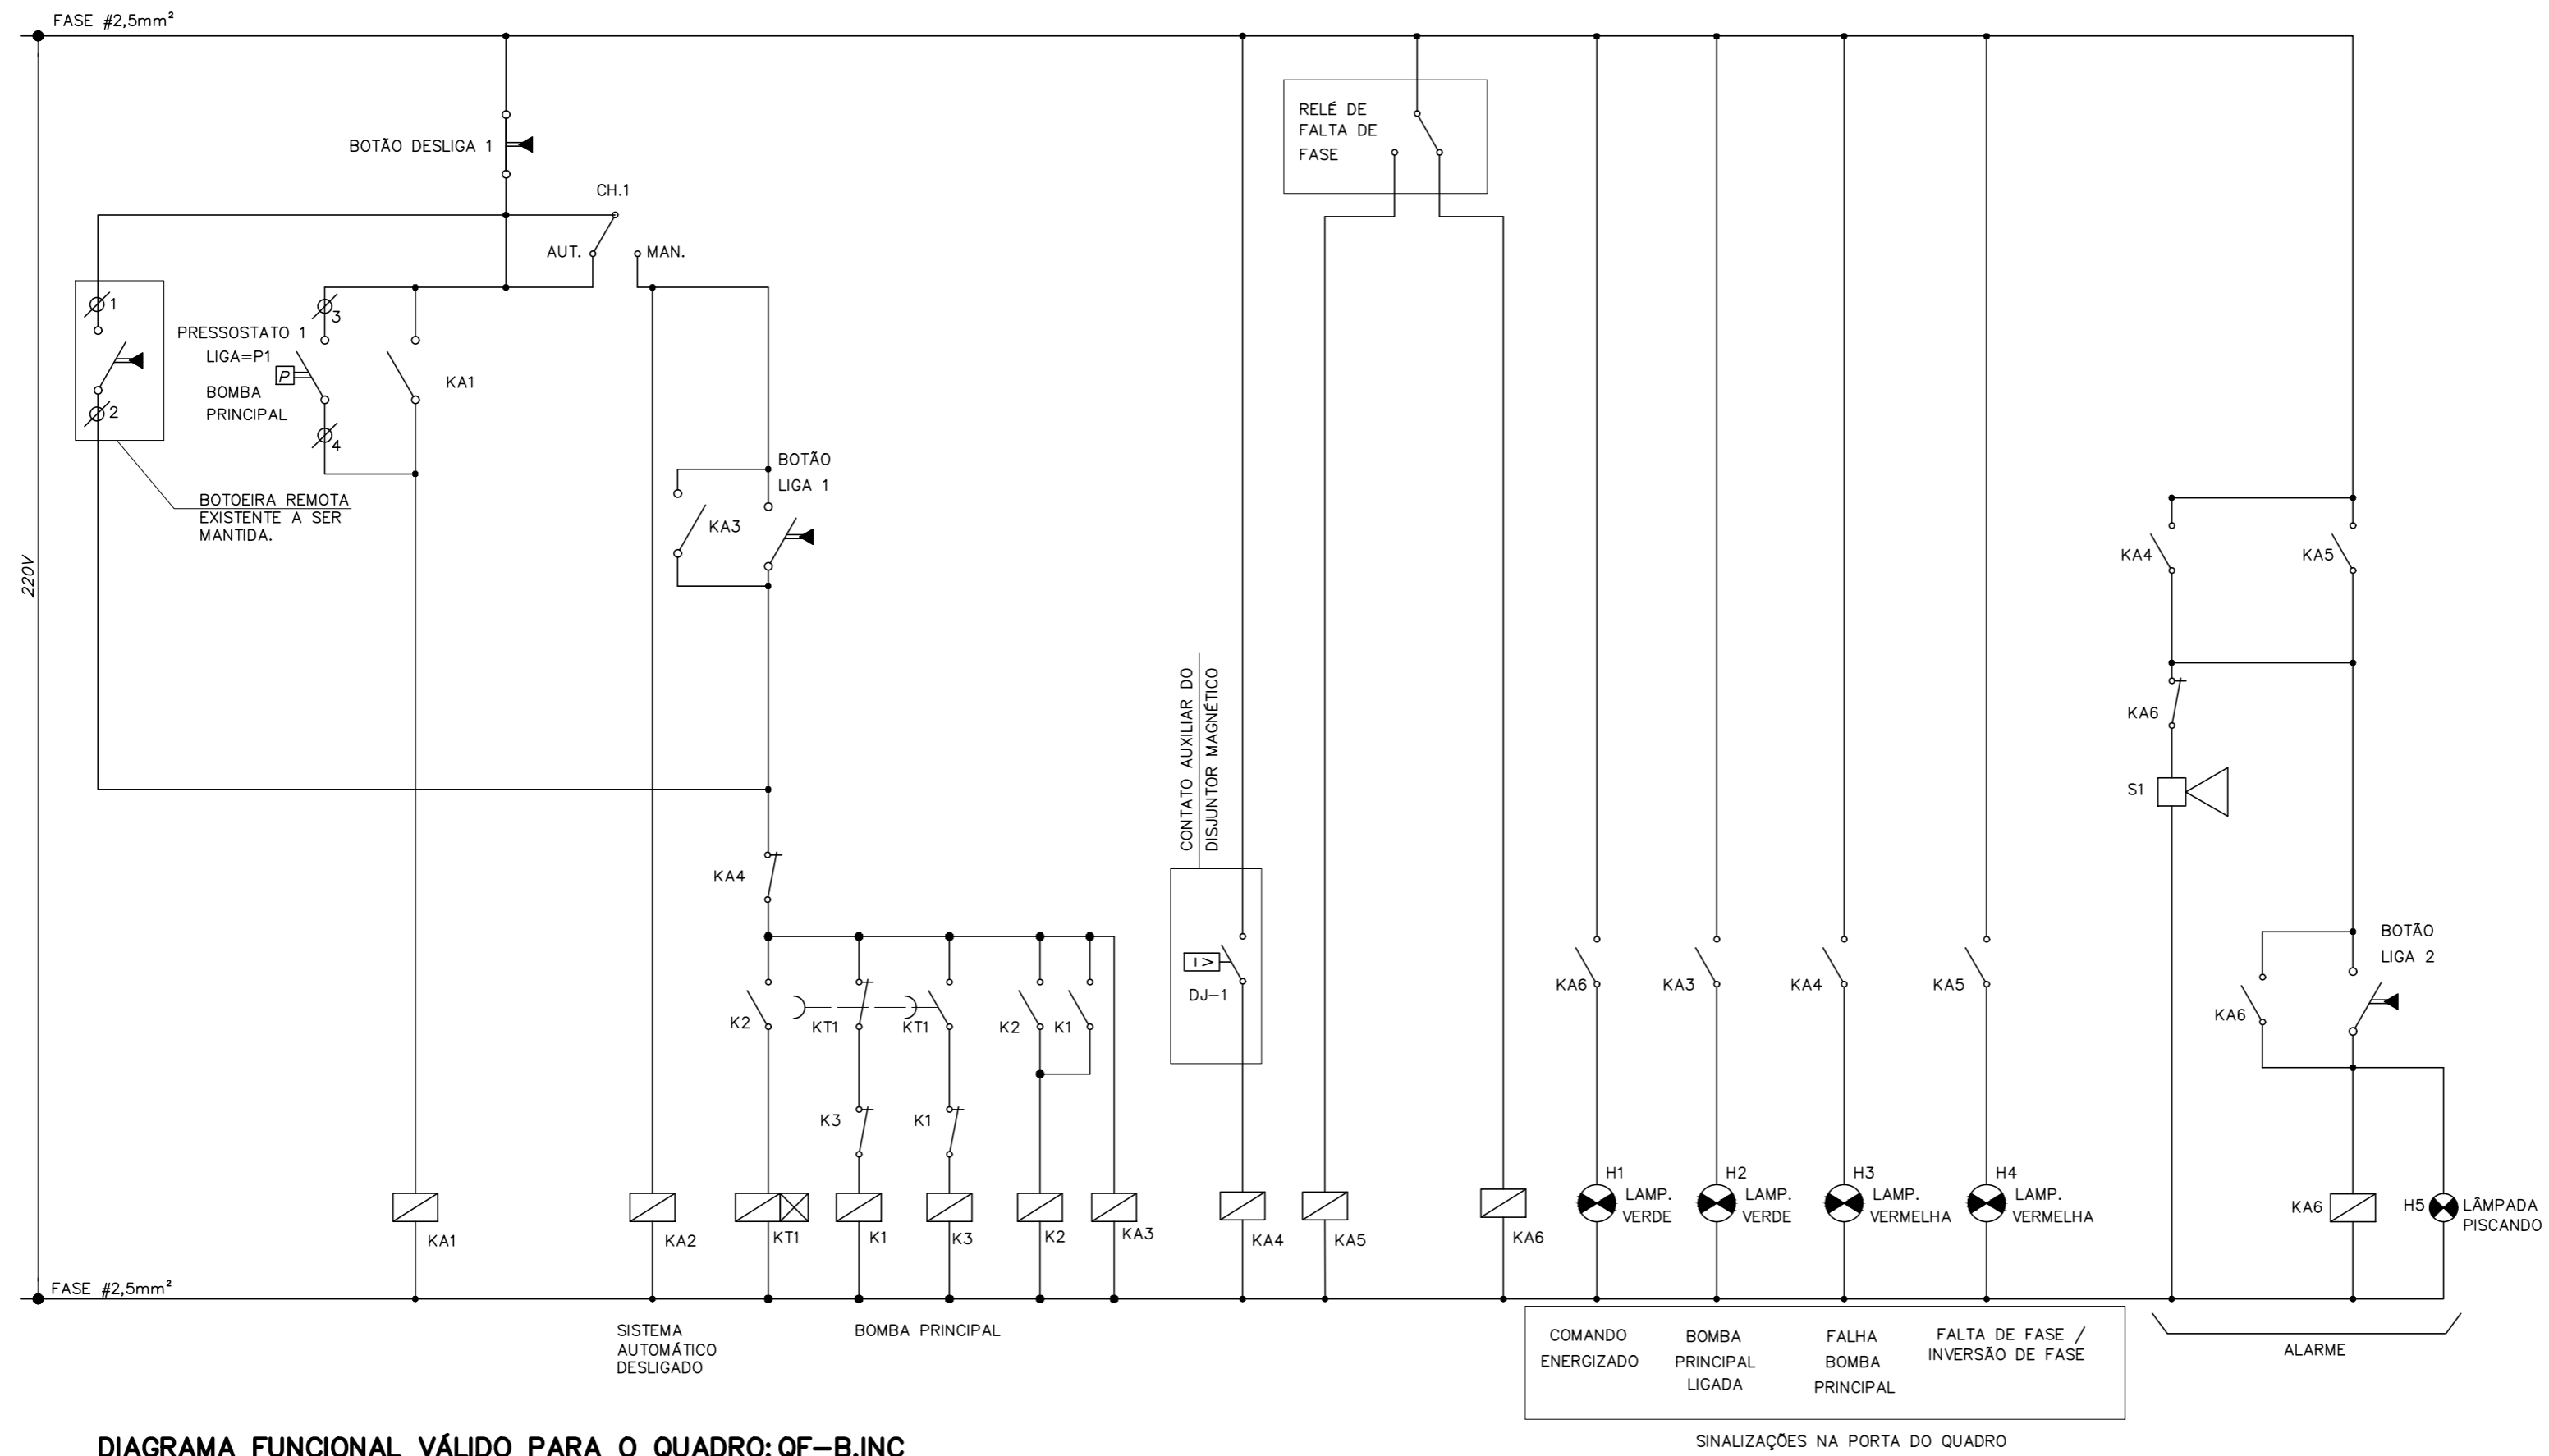 FASE #2,5mm²
220V
BOTÃO DESLIGA 1
CH.1
AUT.
MAN.
1
2
3
4
PRESSOSTATO 1
LIGA=P1
P
BOMBA
PRINCIPAL
KA1
BOTOEIRA REMOTA
EXISTENTE A SER
MANTIDA.
BOTÃO
LIGA 1
KA3
KA4
K2
KT1
KT1
K2
K1
K3
K1
KA1
KA2
KT1
K1
K3
K2
KA3
CONTATO AUXILIAR DO
DISJUNTOR MAGNÉTICO
I >
DJ-1
KA4
RELÉ DE
FALTA DE
FASE
KA5
KA6
KA6
KA3
KA4
KA5
H1
LAMP.
VERDE
H2
LAMP.
VERDE
H3
LAMP.
VERMELHA
H4
LAMP.
VERMELHA
KA4
KA5
KA6
S1
BOTÃO
LIGA 2
KA6
KA6
H5
LÂMPADA
PISCANDO
FASE #2,5mm²
SISTEMA
AUTOMÁTICO
DESLIGADO
BOMBA PRINCIPAL
COMANDO
ENERGIZADO
BOMBA
PRINCIPAL
LIGADA
FALHA
BOMBA
PRINCIPAL
FALTA DE FASE /
INVERSÃO DE FASE
ALARME
SINALIZAÇÕES NA PORTA DO QUADRO
DIAGRAMA FUNCIONAL VÁLIDO PARA O QUADRO: QF-B.INC